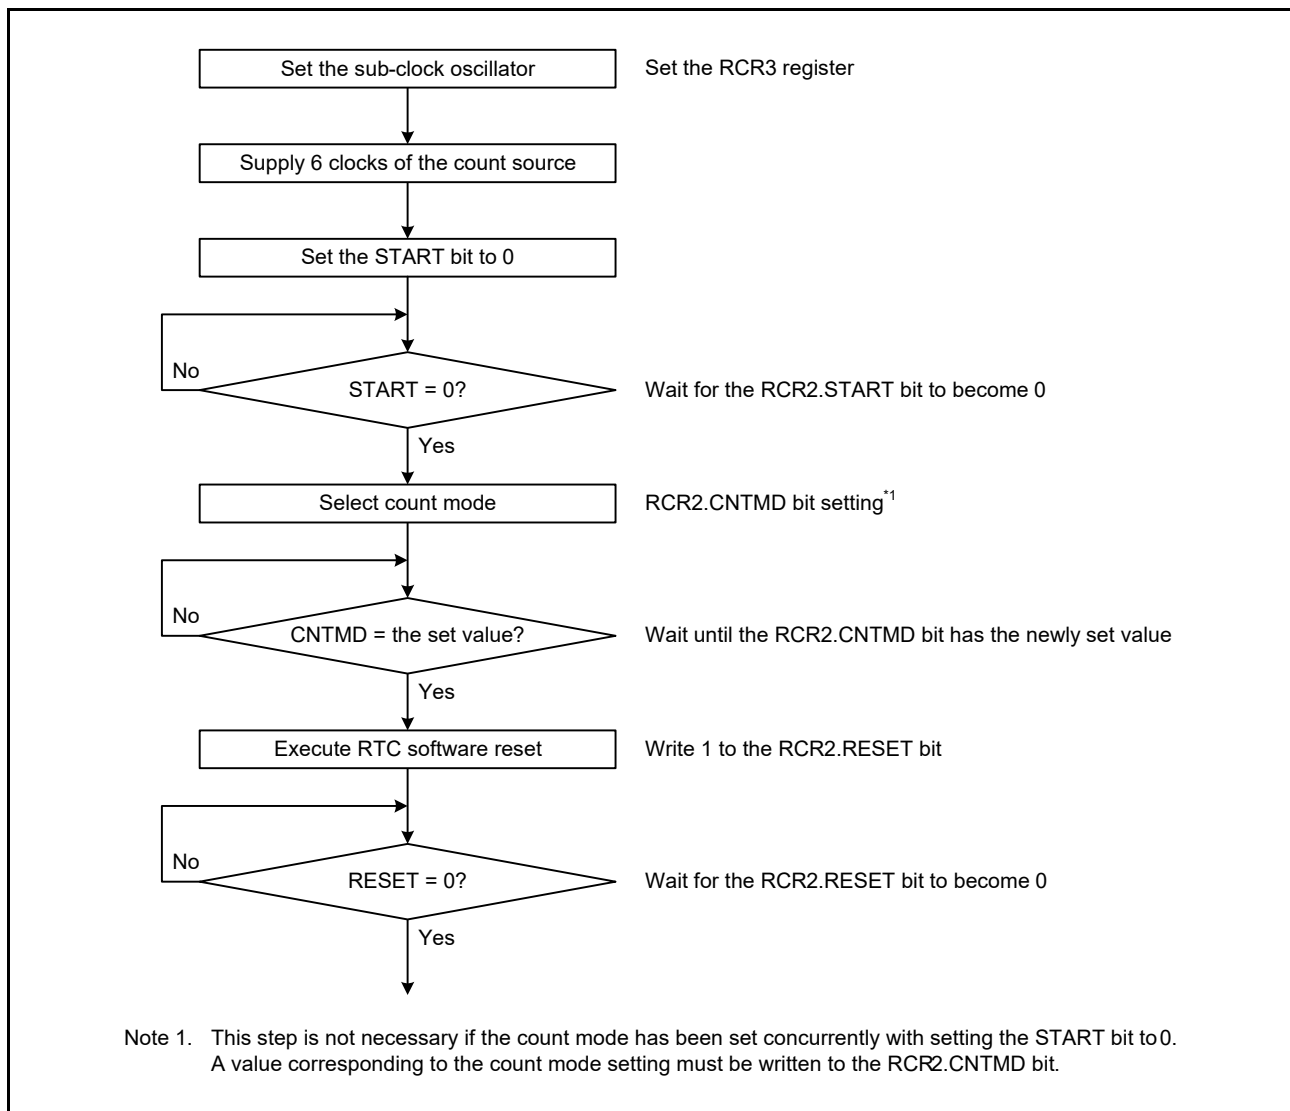 Set the sub-clock oscillator
Set the RCR3 register
Supply 6 clocks of the count source
Set the START bit to 0
No
START = 0?
Wait for the RCR2.START bit to become 0
Yes
Select count mode
RCR2.CNTMD bit setting*1
No
CNTMD = the set value?
Wait until the RCR2.CNTMD bit has the newly set value
Yes
Execute RTC software reset
Write 1 to the RCR2.RESET bit
No
RESET = 0?
Wait for the RCR2.RESET bit to become 0
Yes
Note 1. This step is not necessary if the count mode has been set concurrently with setting the START bit to 0.
A value corresponding to the count mode setting must be written to the RCR2.CNTMD bit.